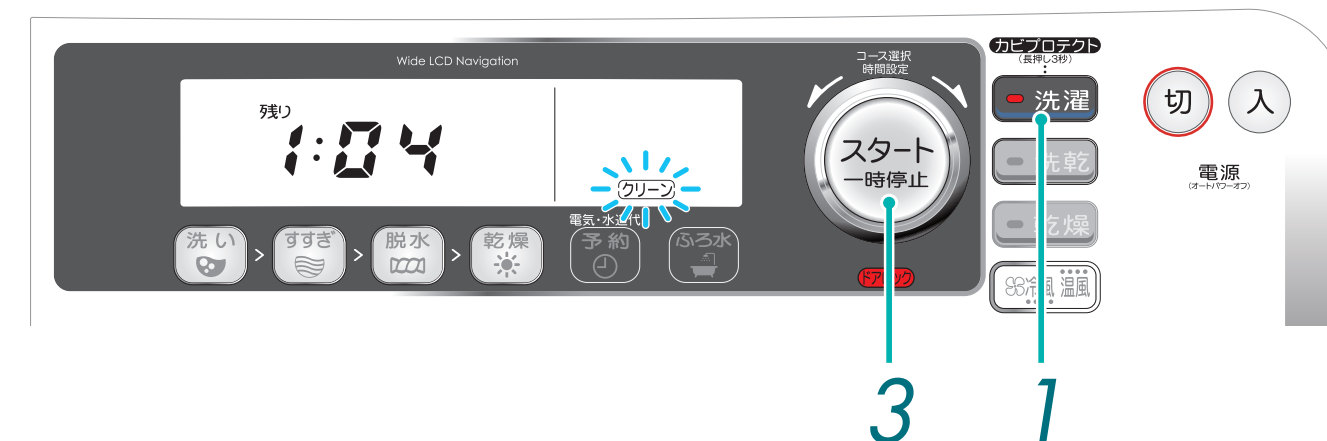 Wide LCD Navigation
残り
1:04
クリーン
電気・水道代
洗い
>
すすぎ
>
脱水
>
乾燥
予約
ふろ水
コース選択
時間設定
スタート
一時停止
ドアロック
カビプロテクト
(長押し3秒)
洗濯
洗乾
乾燥
冷風 温風
切
入
電源
(オートパワーオフ)
3
1